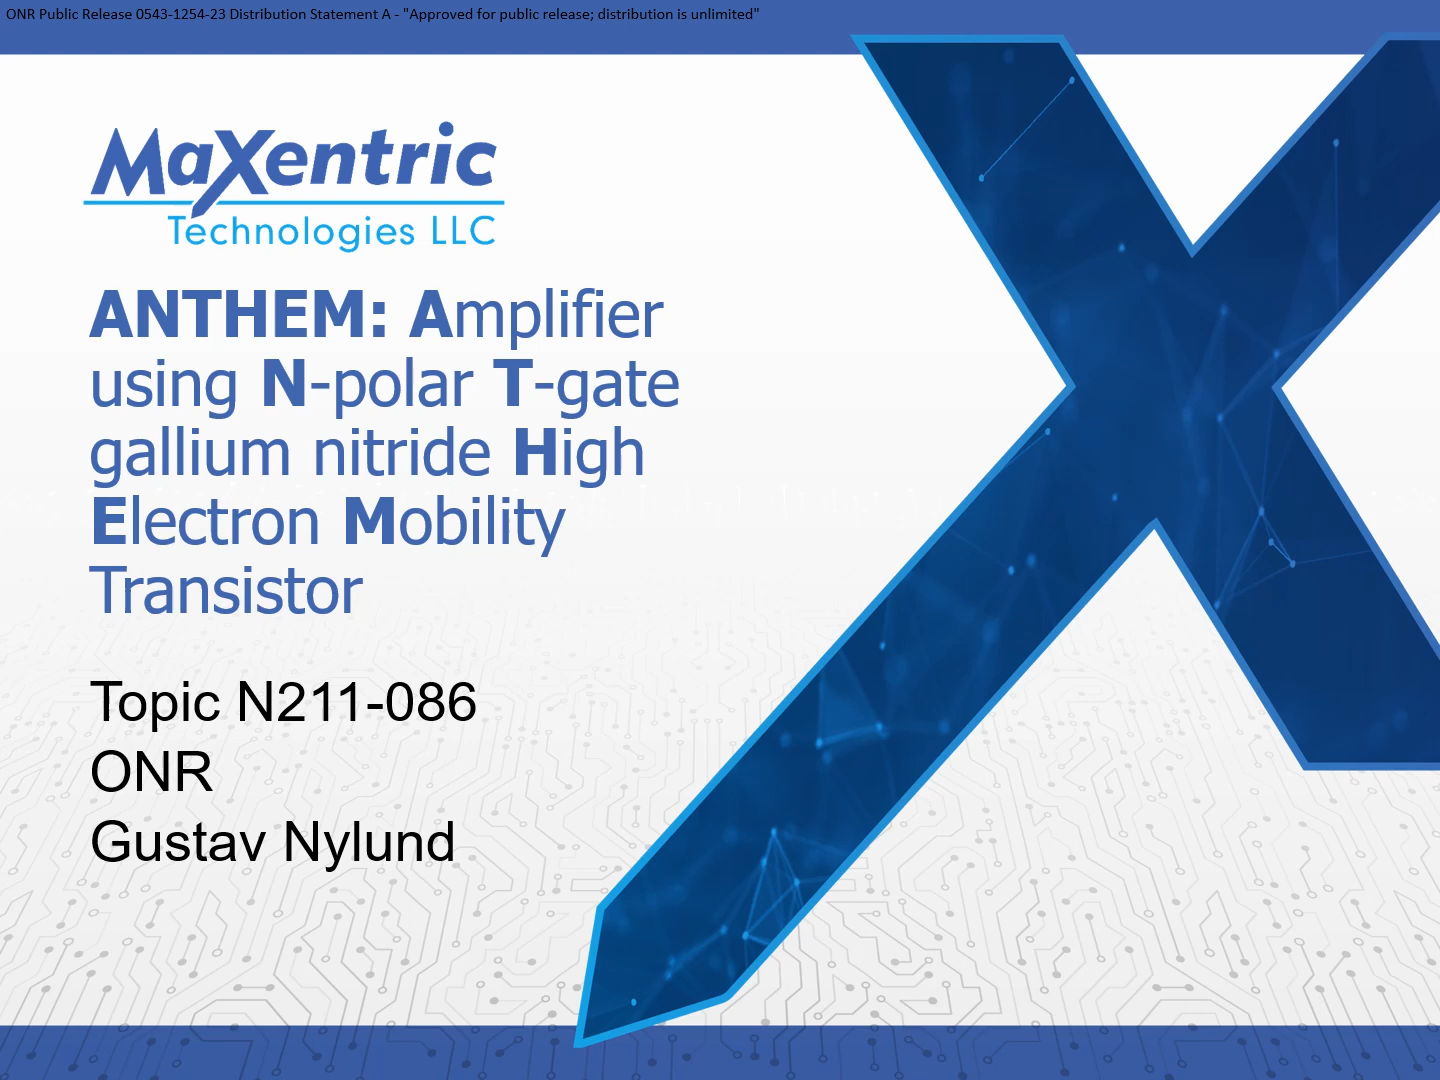 ONR Public Release 0543-1254-23 Distribution Statement A - "Approved for public release; distribution is unlimited"
MaXentric
Technologies LLC
ANTHEM: Amplifier
using N-polar T-gate
gallium nitride High
Electron Mobility
Transistor
Topic N211-086
ONR
Gustav Nylund